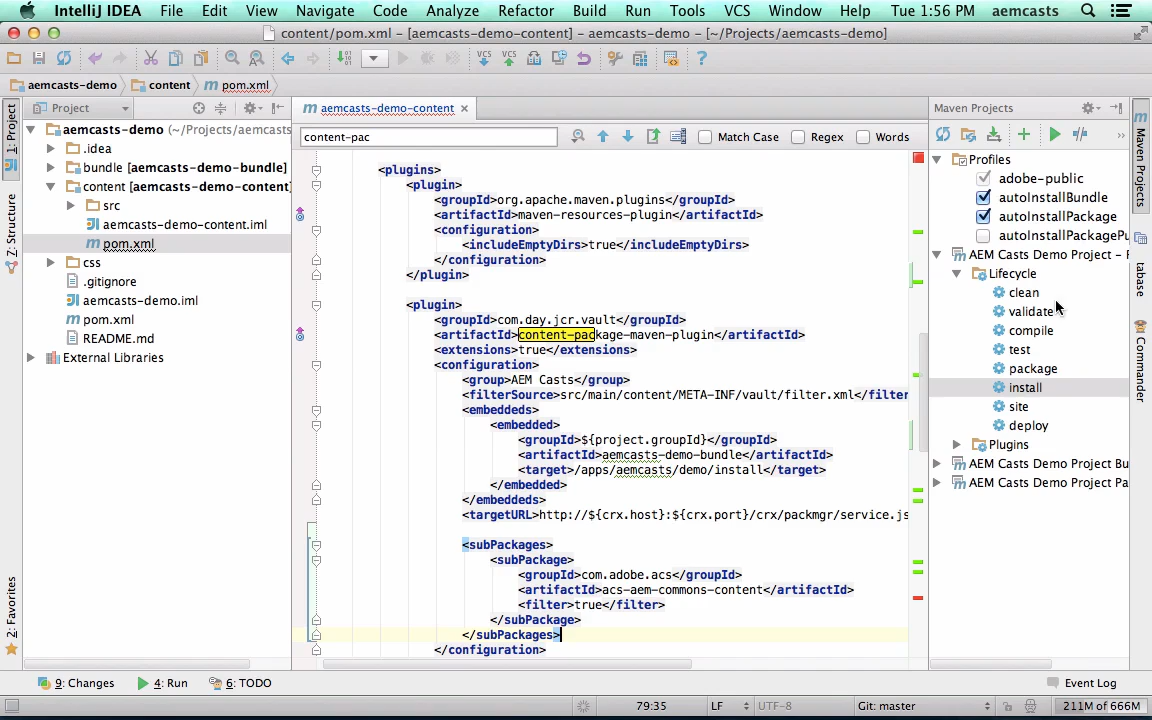 IntelliJ IDEA File Edit View Navigate Code Analyze Refactor Build Run Tools VCS Window Help Tue 1:56 PM aemcasts
content/pom.xml – [aemcasts-demo-content] – aemcasts-demo – [~/Projects/aemcasts-demo]
VCS VCS ?
aemcasts-demo content m pom.xml
1: Project
Z: Structure
2: Favorites
Project
aemcasts-demo (~/Projects/aemcasts
.idea
bundle [aemcasts-demo-bundle]
content [aemcasts-demo-content]
src
aemcasts-demo-content.iml
m pom.xml
css
.gitignore
aemcasts-demo.iml
m pom.xml
README.md
External Libraries
m aemcasts-demo-content
content-pac Match Case Regex Words
<plugins>
<plugin>
<groupId>org.apache.maven.plugins</groupId>
<artifactId>maven-resources-plugin</artifactId>
<configuration>
<includeEmptyDirs>true</includeEmptyDirs>
</configuration>
</plugin>
<plugin>
<groupId>com.day.jcr.vault</groupId>
<artifactId>content-package-maven-plugin</artifactId>
<extensions>true</extensions>
<configuration>
<group>AEM Casts</group>
<filterSource>src/main/content/META-INF/vault/filter.xml</filter
<embeddeds>
<embedded>
<groupId>${project.groupId}</groupId>
<artifactId>aemcasts-demo-bundle</artifactId>
<target>/apps/aemcasts/demo/install</target>
</embedded>
</embeddeds>
<targetURL>http://${crx.host}:${crx.port}/crx/packmgr/service.js
<subPackages>
<subPackage>
<groupId>com.adobe.acs</groupId>
<artifactId>acs-aem-commons-content</artifactId>
<filter>true</filter>
</subPackage>
</subPackages>
</configuration>
Maven Projects
Profiles
adobe-public
autoInstallBundle
autoInstallPackage
autoInstallPackagePu
AEM Casts Demo Project –
Lifecycle
clean
validate
compile
test
package
install
site
deploy
Plugins
AEM Casts Demo Project Bu
AEM Casts Demo Project Pa
m Maven Projects
tabase
Commander
9: Changes 4: Run 6: TODO Event Log
79:35 LF UTF-8 Git: master 211M of 666M